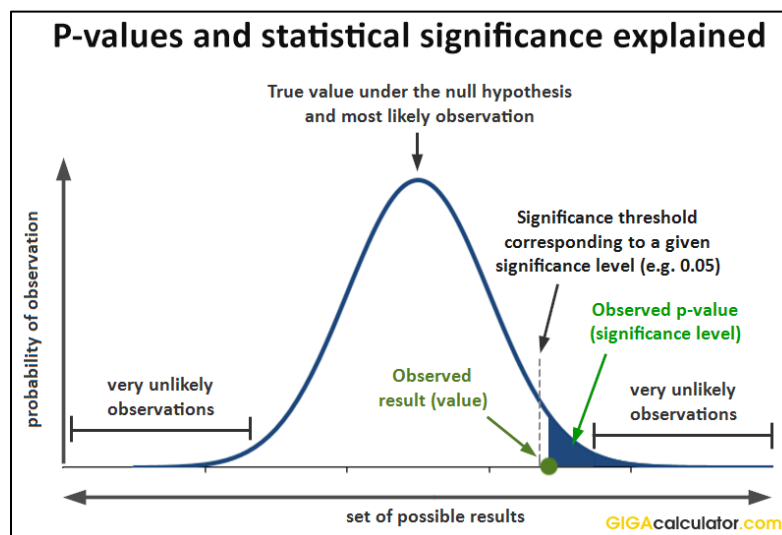 P-values and statistical significance explained
True value under the null hypothesis
and most likely observation
Significance threshold
corresponding to a given
significance level (e.g. 0.05)
Observed p-value
(significance level)
Observed
result (value)
very unlikely
observations
very unlikely
observations
probability of observation
set of possible results
GIGAcalculator.com